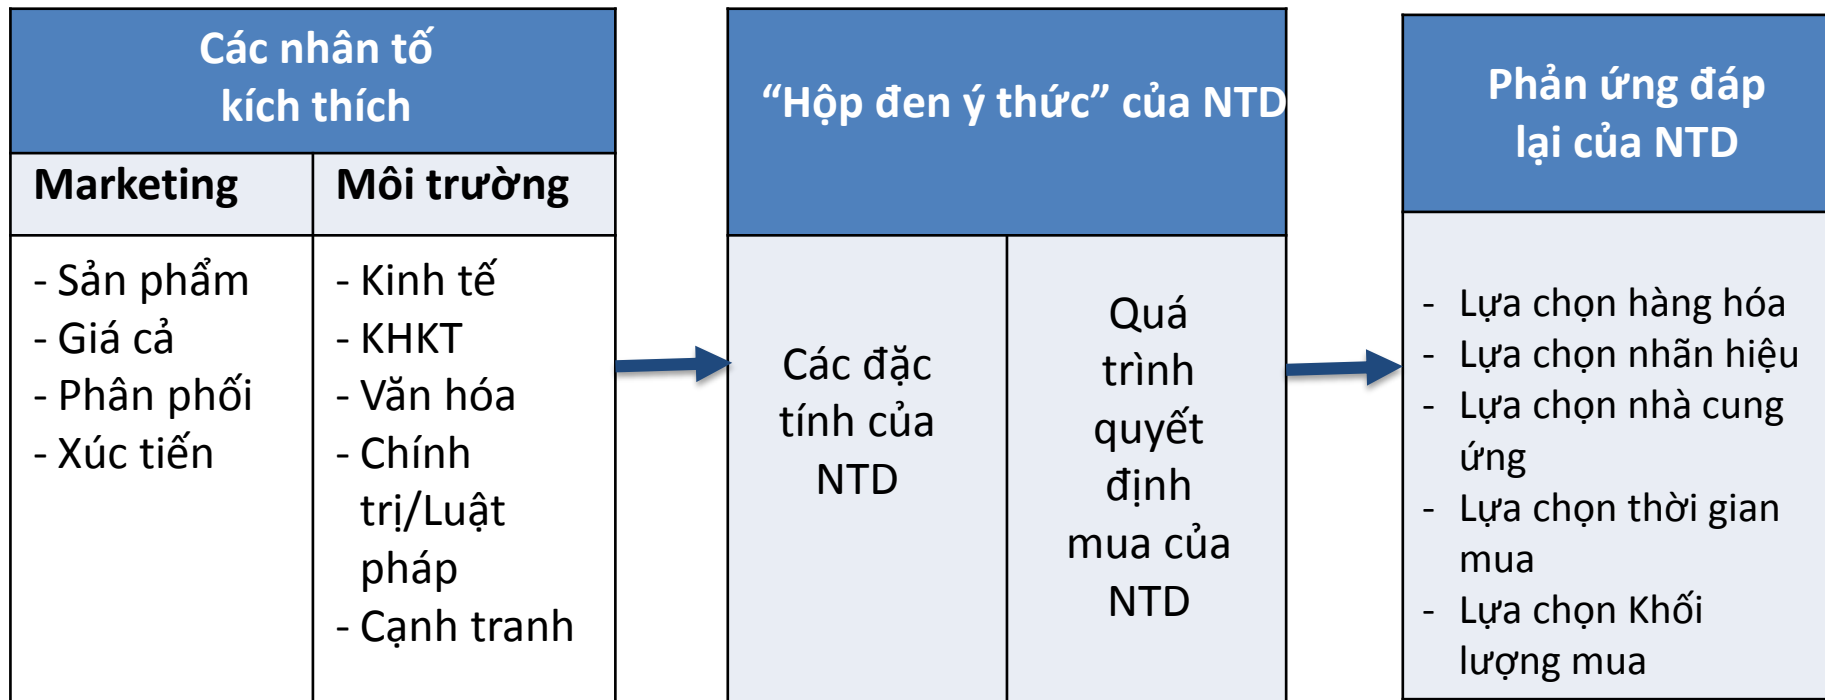 Các nhân tố
kích thích
Marketing
Môi trường
- Sản phẩm
- Giá cả
- Phân phối
- Xúc tiến
- Kinh tế
- KHKT
- Văn hóa
- Chính
trị/Luật
pháp
- Cạnh tranh
“Hộp đen ý thức” của NTD
Các đặc
tính của
NTD
Quá
trình
quyết
định
mua của
NTD
Phản ứng đáp
lại của NTD
- Lựa chọn hàng hóa
- Lựa chọn nhãn hiệu
- Lựa chọn nhà cung
ứng
- Lựa chọn thời gian
mua
- Lựa chọn Khối
lượng mua